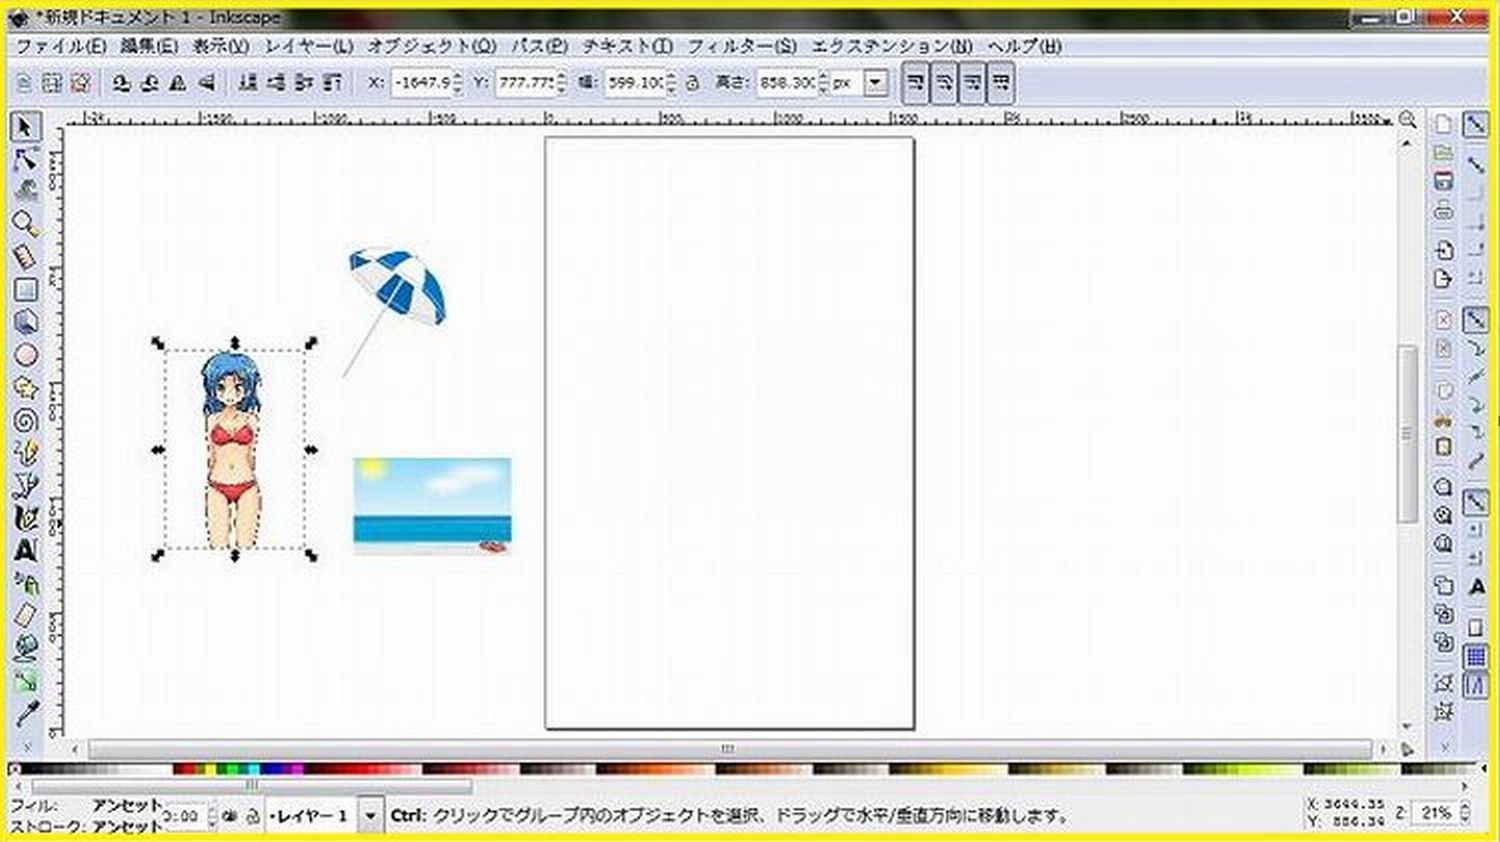 *新規ドキュメント 1 - Inkscape
ファイル(F) 編集(E) 表示(V) レイヤー(L) オブジェクト(O) パス(P) テキスト(T) フィルター(S) エクステンション(N) ヘルプ(H)
X: -1647.9 Y: 777.775 幅: 599.100 高さ: 858.300 px
フィル: アンセット
ストローク: アンセット
レイヤー 1
Ctrl: クリックでグループ内のオブジェクトを選択、ドラッグで水平/垂直方向に移動します。
X: 3644.35
Y: 886.34
Z: 21%